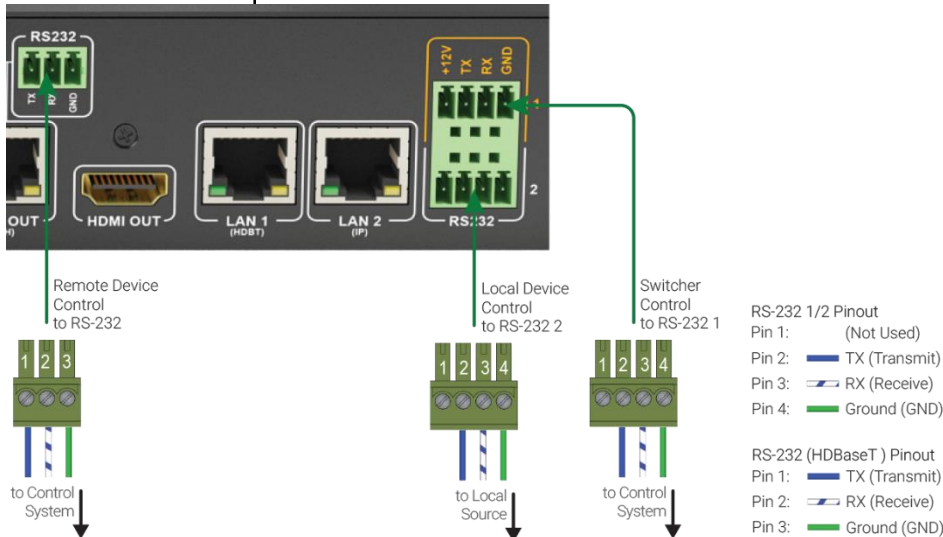 RS232
TX
RX
GND
+12V
TX
RX
GND
1
2
RS232
OUT
H)
HDMI OUT
LAN 1
(HDBT)
LAN 2
(IP)
Remote Device
Control
to RS-232
Local Device
Control
to RS-232 2
Switcher
Control
to RS-232 1
1 2 3
1 2 3 4
1 2 3 4
to Control
System
to Local
Source
to Control
System
RS-232 1/2 Pinout
Pin 1: (Not Used)
Pin 2: TX (Transmit)
Pin 3: RX (Receive)
Pin 4: Ground (GND)
RS-232 (HDBaseT ) Pinout
Pin 1: TX (Transmit)
Pin 2: RX (Receive)
Pin 3: Ground (GND)